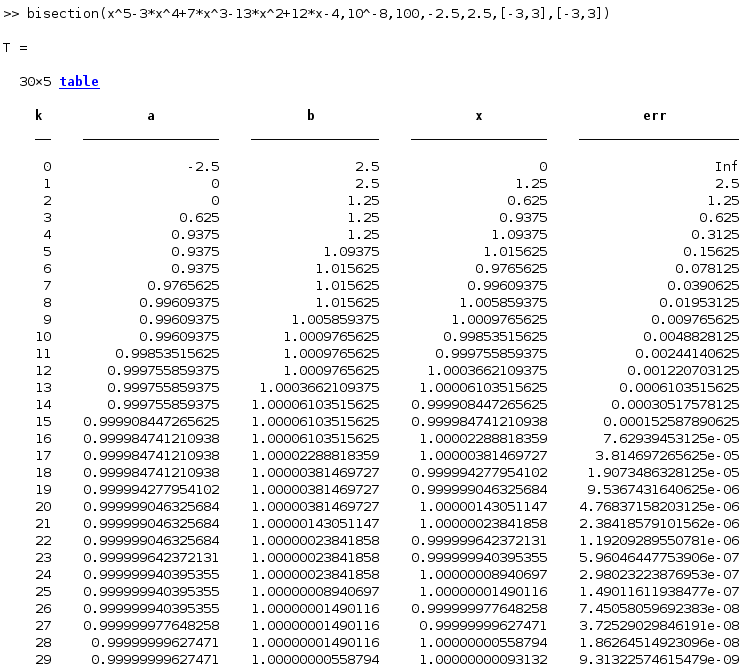 >> bisection(x^5-3*x^4+7*x^3-13*x^2+12*x-4,10^-8,100,-2.5,2.5,[-3,3],[-3,3])
T =
30×5 table
k a b x err
0 -2.5 2.5 0 Inf
1 0 2.5 1.25 2.5
2 0 1.25 0.625 1.25
3 0.625 1.25 0.9375 0.625
4 0.9375 1.25 1.09375 0.3125
5 0.9375 1.09375 1.015625 0.15625
6 0.9375 1.015625 0.9765625 0.078125
7 0.9765625 1.015625 0.99609375 0.0390625
8 0.99609375 1.015625 1.005859375 0.01953125
9 0.99609375 1.005859375 1.0009765625 0.009765625
10 0.99609375 1.0009765625 0.99853515625 0.0048828125
11 0.99853515625 1.0009765625 0.999755859375 0.00244140625
12 0.999755859375 1.0009765625 1.0003662109375 0.001220703125
13 0.999755859375 1.0003662109375 1.00006103515625 0.0006103515625
14 0.999755859375 1.00006103515625 0.999908447265625 0.00030517578125
15 0.999908447265625 1.00006103515625 0.999984741210938 0.000152587890625
16 0.999984741210938 1.00006103515625 1.00002288818359 7.62939453125e-05
17 0.999984741210938 1.00002288818359 1.00000381469727 3.814697265625e-05
18 0.999984741210938 1.00000381469727 0.999994277954102 1.9073486328125e-05
19 0.999994277954102 1.00000381469727 0.999999046325684 9.5367431640625e-06
20 0.999999046325684 1.00000381469727 1.00000143051147 4.76837158203125e-06
21 0.999999046325684 1.00000143051147 1.00000023841858 2.38418579101562e-06
22 0.999999046325684 1.00000023841858 0.999999642372131 1.19209289550781e-06
23 0.999999642372131 1.00000023841858 0.999999940395355 5.96046447753906e-07
24 0.999999940395355 1.00000023841858 1.00000008940697 2.98023223876953e-07
25 0.999999940395355 1.00000008940697 1.00000001490116 1.49011611938477e-07
26 0.999999940395355 1.00000001490116 0.999999977648258 7.45058059692383e-08
27 0.999999977648258 1.00000001490116 0.99999999627471 3.72529029846191e-08
28 0.99999999627471 1.00000001490116 1.00000000558794 1.86264514923096e-08
29 0.99999999627471 1.00000000558794 1.00000000093132 9.31322574615479e-09